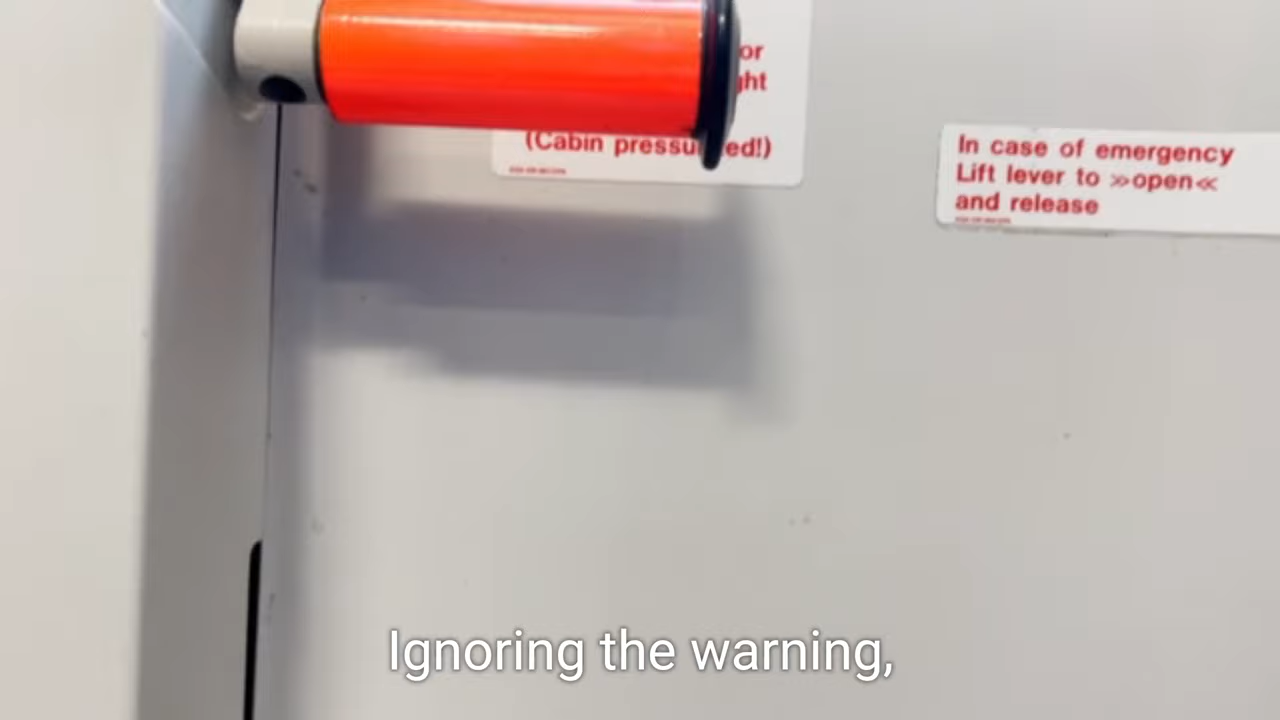 or
ght
(Cabin pressu ed!)
In case of emergency
Lift lever to »open«
and release
Ignoring the warning,